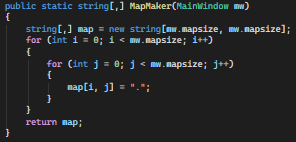 public static string[,] MapMaker(MainWindow mw)
{
string[,] map = new string[mw.mapsize, mw.mapsize];
for (int i = 0; i < mw.mapsize; i++)
{
for (int j = 0; j < mw.mapsize; j++)
{
map[i, j] = ".";
}
}
return map;
}